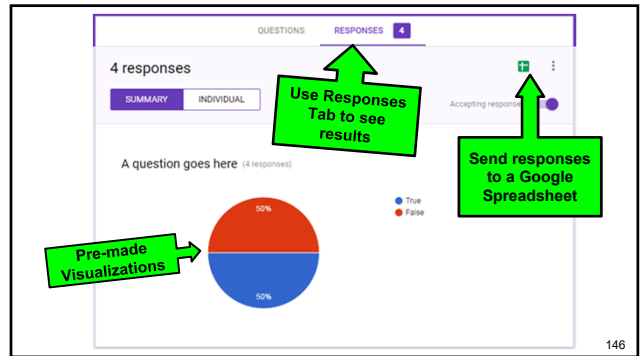 QUESTIONS RESPONSES 4
4 responses
SUMMARY INDIVIDUAL
Use Responses
Tab to see
results
Accepting
Send responses
to a Google
Spreadsheet
A question goes here (4 responses)
50%
True
False
Pre-made
Visualizations
50%
146